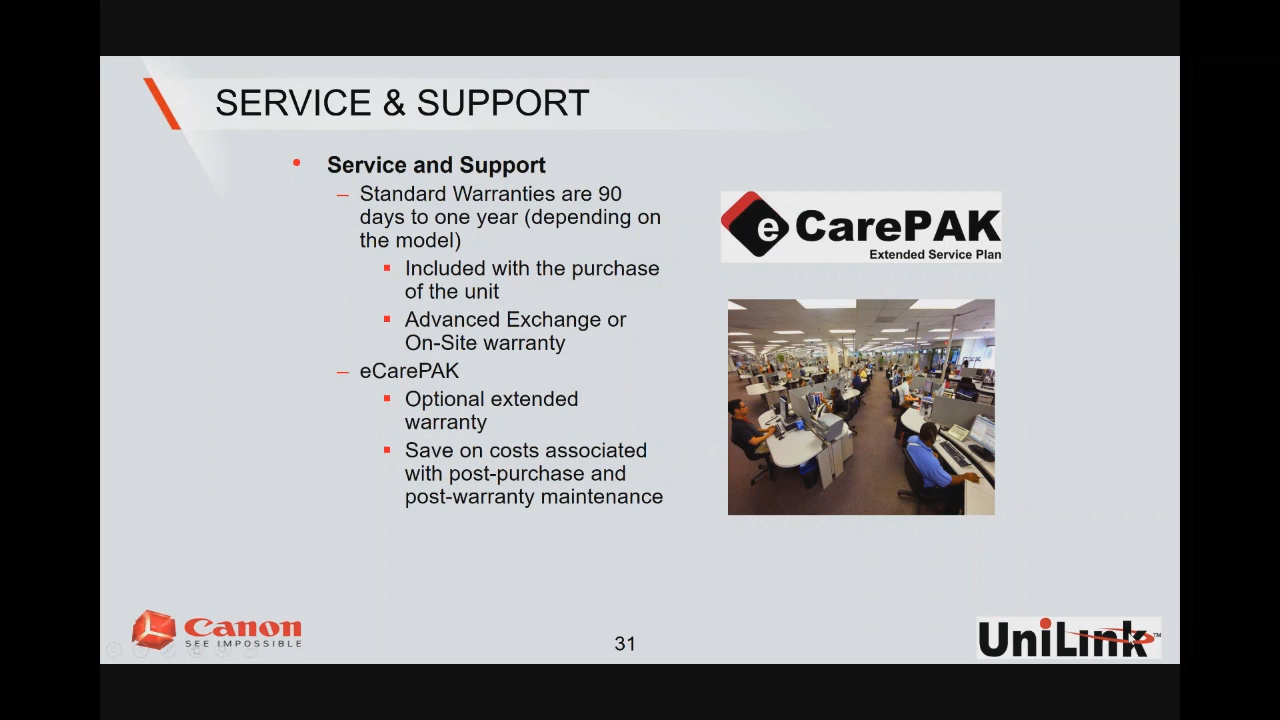 SERVICE & SUPPORT
• Service and Support
– Standard Warranties are 90
days to one year (depending on
the model)
▪ Included with the purchase
of the unit
▪ Advanced Exchange or
On-Site warranty
– eCarePAK
▪ Optional extended
warranty
▪ Save on costs associated
with post-purchase and
post-warranty maintenance
e CarePAK
Extended Service Plan
Canon
SEE IMPOSSIBLE
31
UniLink™